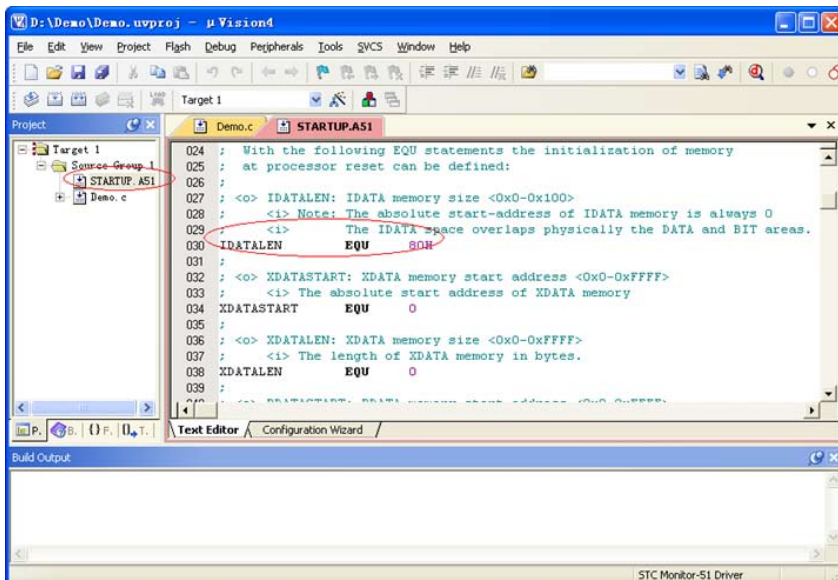 D:\Demo\Demo.uvproj - µVision4
File Edit View Project Flash Debug Peripherals Tools SVCS Window Help
Target 1
Project
Demo.c STARTUP.A51
Target 1
Source Group 1
STARTUP.A51
Demo.c
024 ; With the following EQU statements the initialization of memory
025 ; at processor reset can be defined:
026 ;
027 ; <o> IDATALEN: IDATA memory size <0x0-0x100>
028 ; <i> Note: The absolute start-address of IDATA memory is always 0
029 ; <i> The IDATA space overlaps physically the DATA and BIT areas.
030 IDATALEN EQU 80H
031 ;
032 ; <o> XDATASTART: XDATA memory start address <0x0-0xFFFF>
033 ; <i> The absolute start address of XDATA memory
034 XDATASTART EQU 0
035 ;
036 ; <o> XDATALEN: XDATA memory size <0x0-0xFFFF>
037 ; <i> The length of XDATA memory in bytes.
038 XDATALEN EQU 0
039 ;
P. B. {} F. T.
Text Editor Configuration Wizard
Build Output
STC Monitor-51 Driver